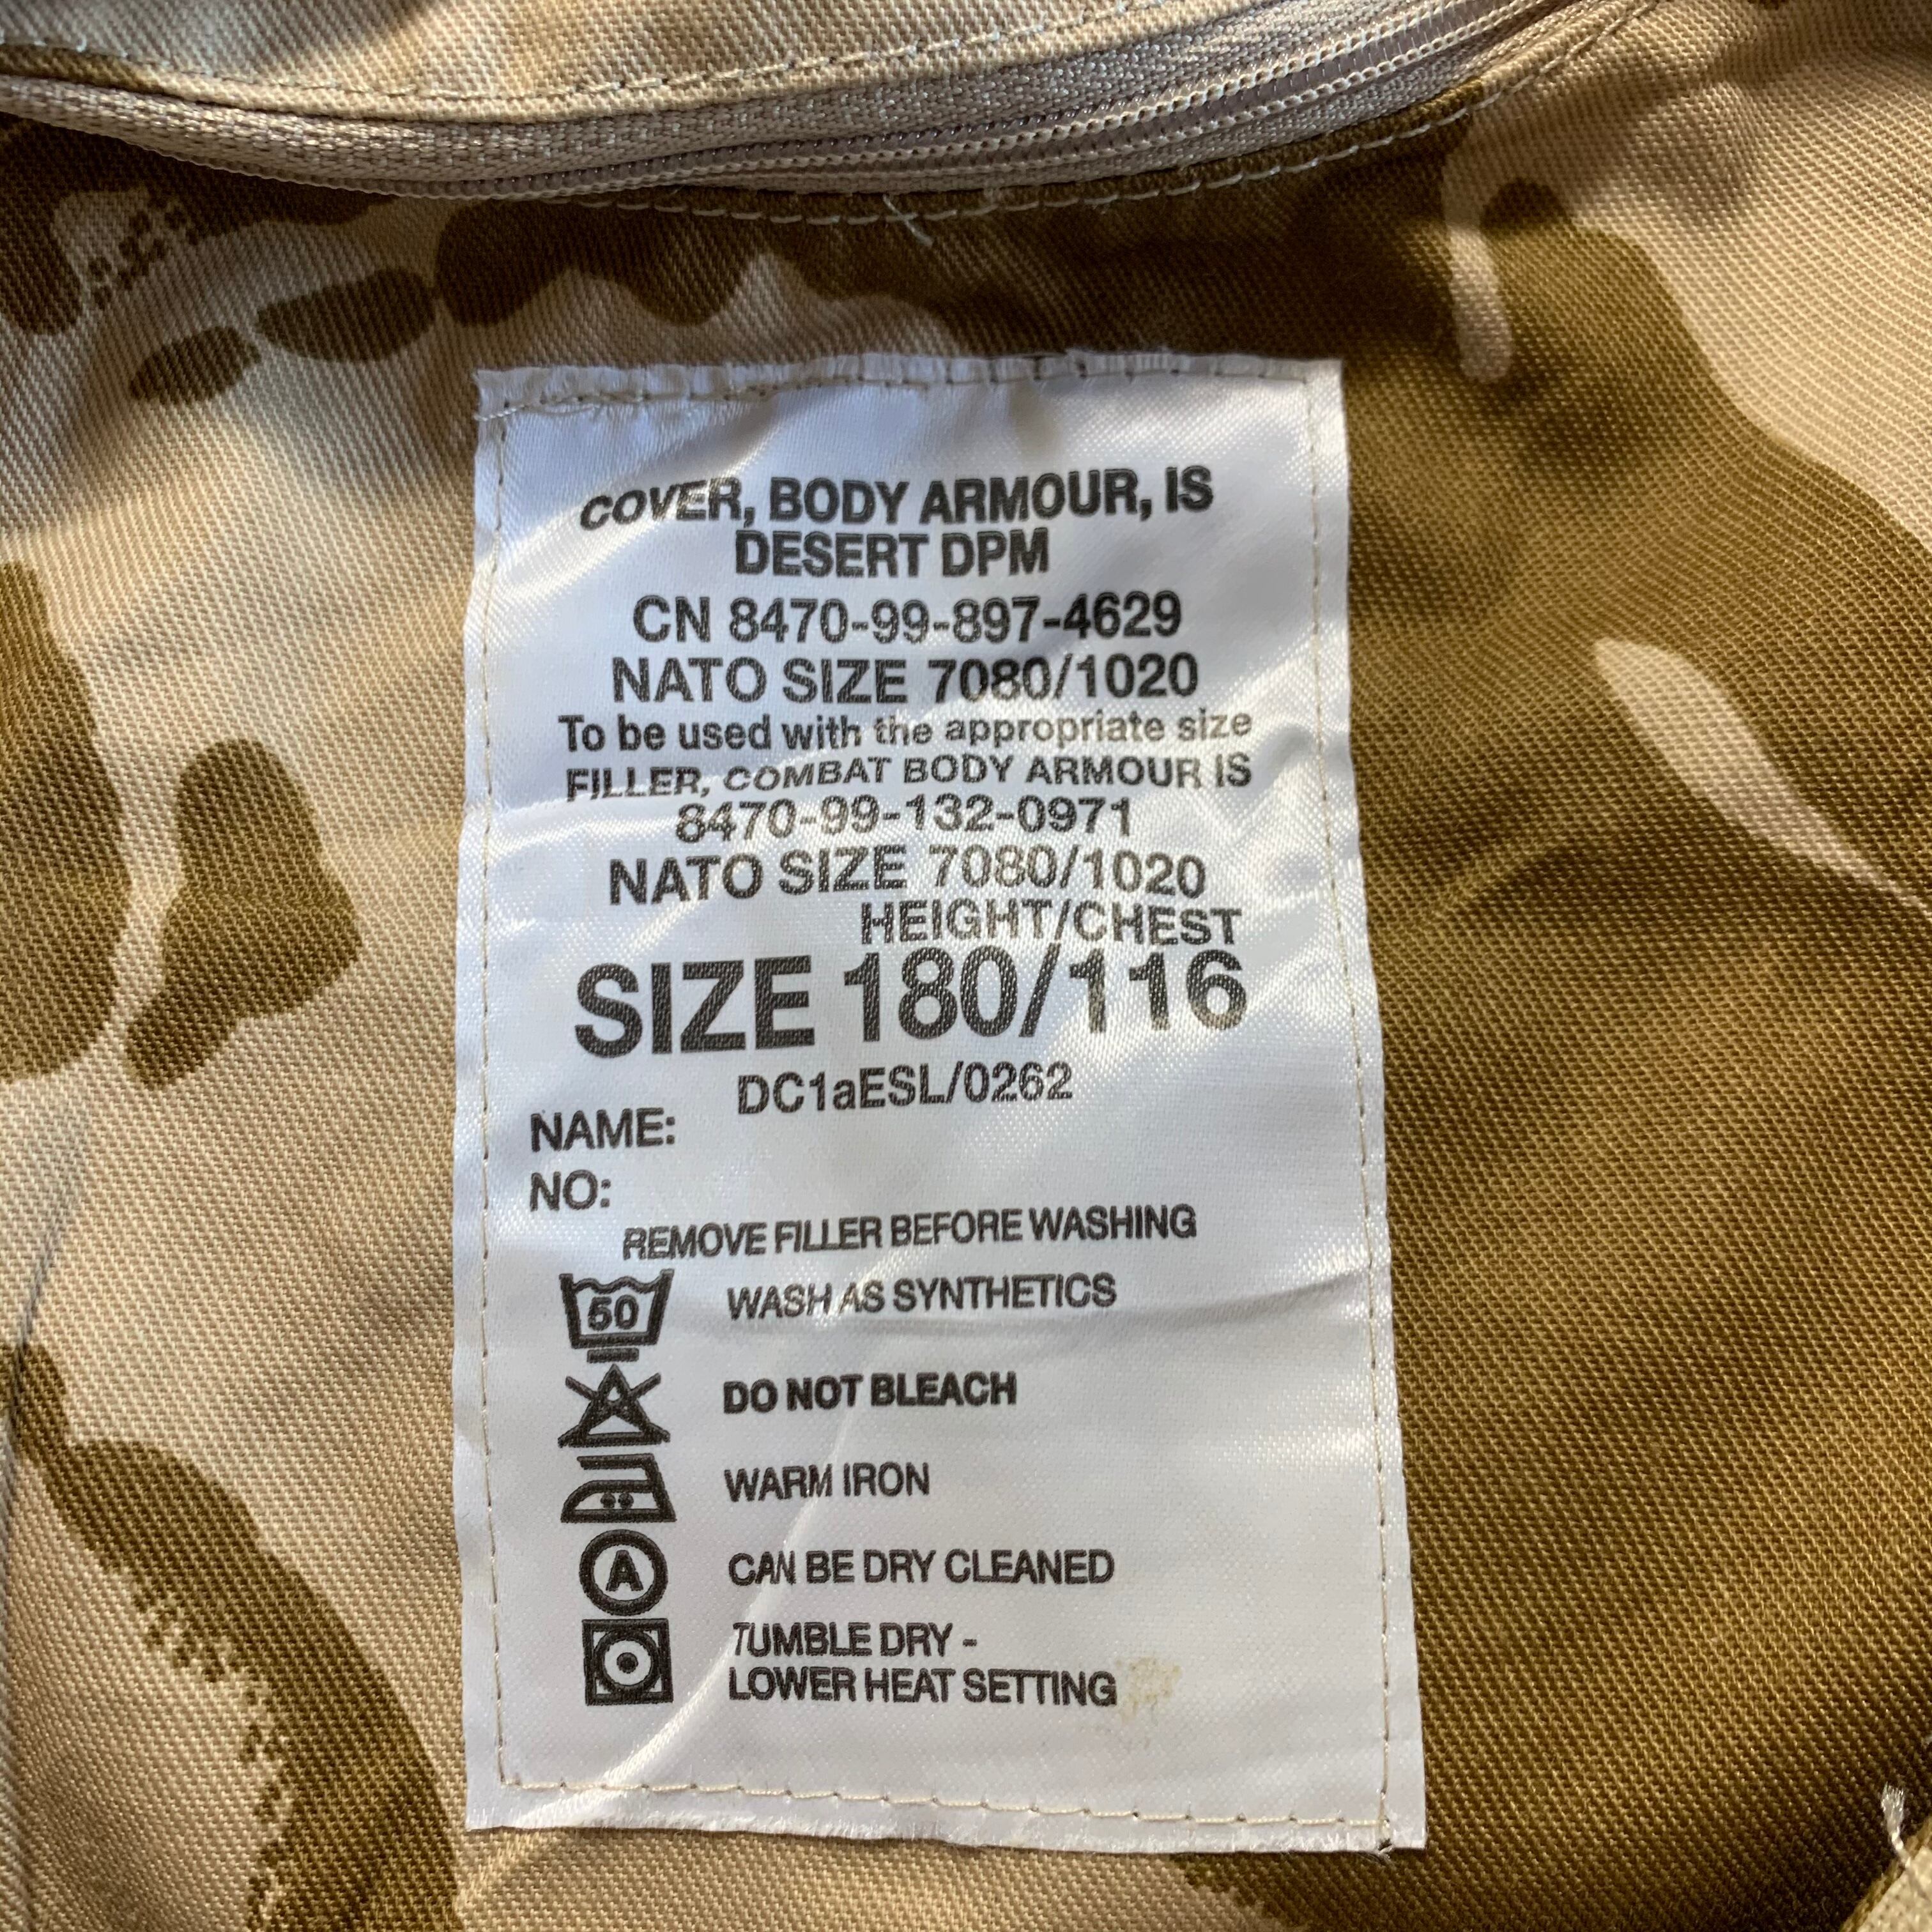 COVER, BODY ARMOUR, IS
DESERT DPM
CN 8470-99-897-4629
NATO SIZE 7080/1020
To be used with the appropriate size
FILLER, COMBAT BODY ARMOUR IS
8470-99-132-0971
NATO SIZE 7080/1020
HEIGHT/CHEST
SIZE 180/116
DC1aESL/0262
NAME:
NO:
REMOVE FILLER BEFORE WASHING
50 WASH AS SYNTHETICS
DO NOT BLEACH
WARM IRON
A CAN BE DRY CLEANED
TUMBLE DRY -
LOWER HEAT SETTING